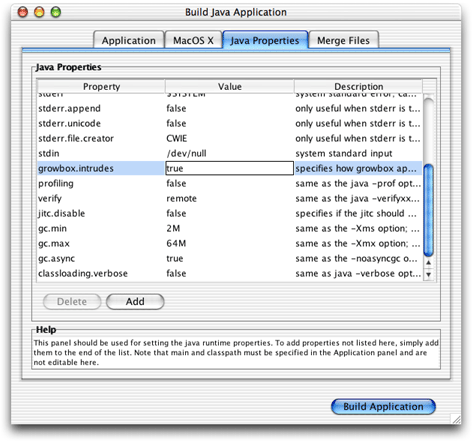 Build Java Application
Application MacOS X Java Properties Merge Files
Java Properties
Property Value Description
stderr $SYSTEM system standard error, ca...
stderr.append false only useful when stderr is t...
stderr.unicode false only useful when stderr is t...
stderr.file.creator CWIE only useful when stderr is t...
stdin /dev/null system standard input
growbox.intrudes true specifies how growbox ap...
profiling false same as the java -prof opt...
verify remote same as the java -verifyxx...
jitc.disable false specifies if the jitc should ...
gc.min 2M same as the -Xms option; ...
gc.max 64M same as the -Xmx option; ...
gc.async true same as the -noasyncgc o...
classloading.verbose false same as java -verbose opt...
Delete Add
Help
This panel should be used for setting the java runtime properties. To add properties not listed here, simply add
them to the end of the list. Note that main and classpath must be specified in the Application panel and are
not editable here.
Build Application